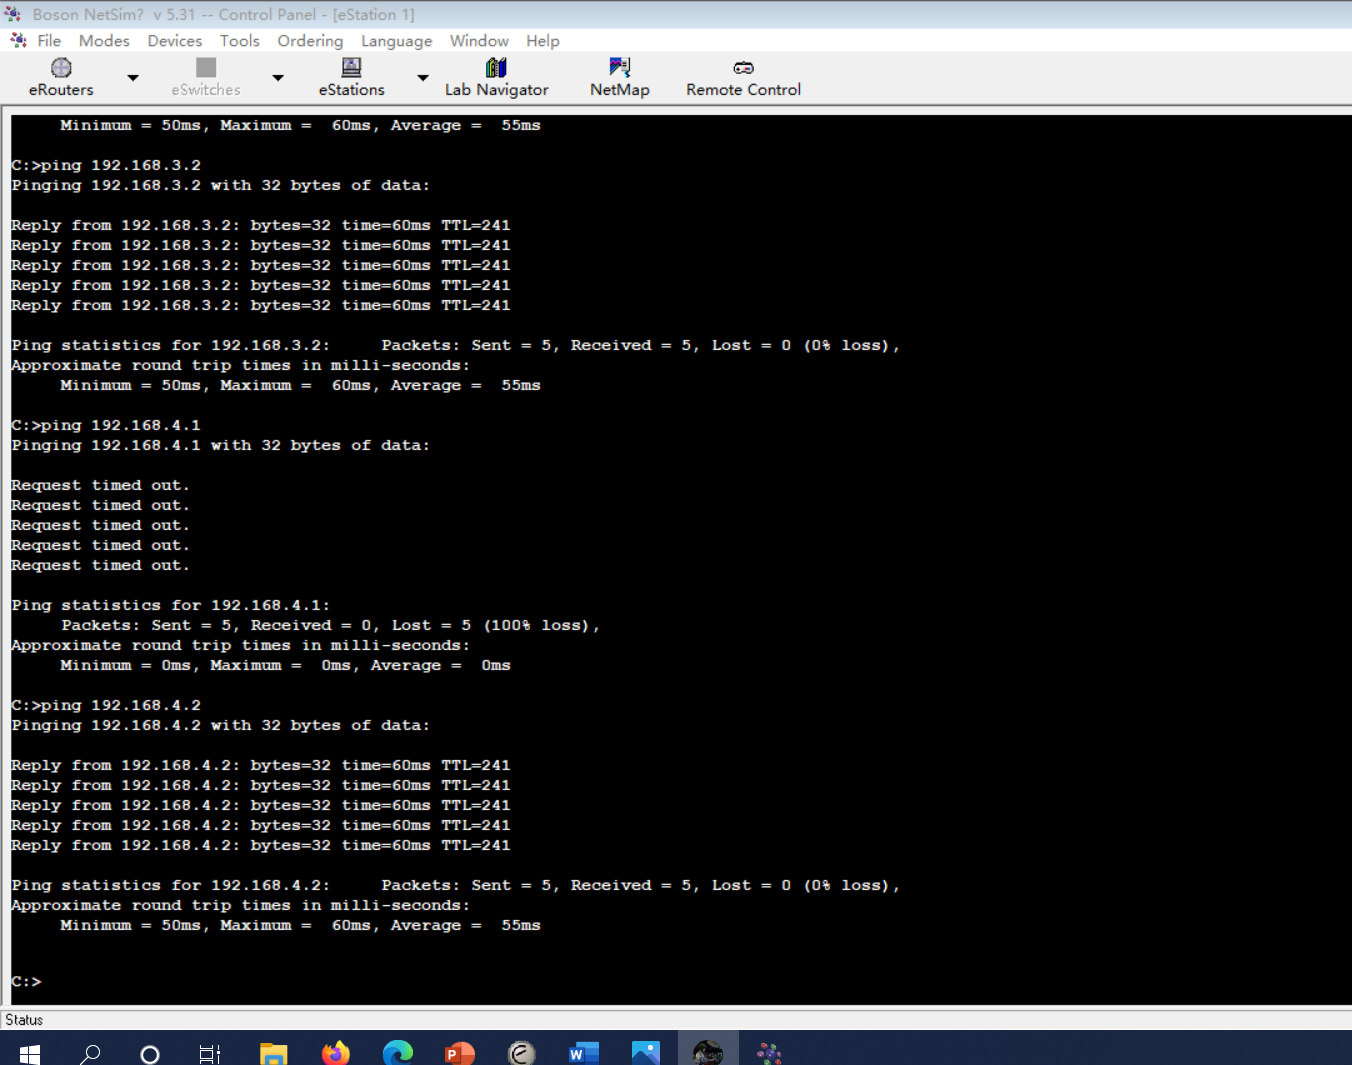 Boson NetSim? v 5.31 -- Control Panel - [eStation 1]
File Modes Devices Tools Ordering Language Window Help
eRouters eSwitches eStations Lab Navigator NetMap Remote Control
Minimum = 50ms, Maximum =  60ms, Average =  55ms
C:>ping 192.168.3.2
Pinging 192.168.3.2 with 32 bytes of data:
Reply from 192.168.3.2: bytes=32 time=60ms TTL=241
Reply from 192.168.3.2: bytes=32 time=60ms TTL=241
Reply from 192.168.3.2: bytes=32 time=60ms TTL=241
Reply from 192.168.3.2: bytes=32 time=60ms TTL=241
Reply from 192.168.3.2: bytes=32 time=60ms TTL=241
Ping statistics for 192.168.3.2:     Packets: Sent = 5, Received = 5, Lost = 0 (0% loss),
Approximate round trip times in milli-seconds:
Minimum = 50ms, Maximum =  60ms, Average =  55ms
C:>ping 192.168.4.1
Pinging 192.168.4.1 with 32 bytes of data:
Request timed out.
Request timed out.
Request timed out.
Request timed out.
Request timed out.
Ping statistics for 192.168.4.1:
Packets: Sent = 5, Received = 0, Lost = 5 (100% loss),
Approximate round trip times in milli-seconds:
Minimum = 0ms, Maximum =  0ms, Average =  0ms
C:>ping 192.168.4.2
Pinging 192.168.4.2 with 32 bytes of data:
Reply from 192.168.4.2: bytes=32 time=60ms TTL=241
Reply from 192.168.4.2: bytes=32 time=60ms TTL=241
Reply from 192.168.4.2: bytes=32 time=60ms TTL=241
Reply from 192.168.4.2: bytes=32 time=60ms TTL=241
Reply from 192.168.4.2: bytes=32 time=60ms TTL=241
Ping statistics for 192.168.4.2:     Packets: Sent = 5, Received = 5, Lost = 0 (0% loss),
Approximate round trip times in milli-seconds:
Minimum = 50ms, Maximum =  60ms, Average =  55ms
C:>
Status